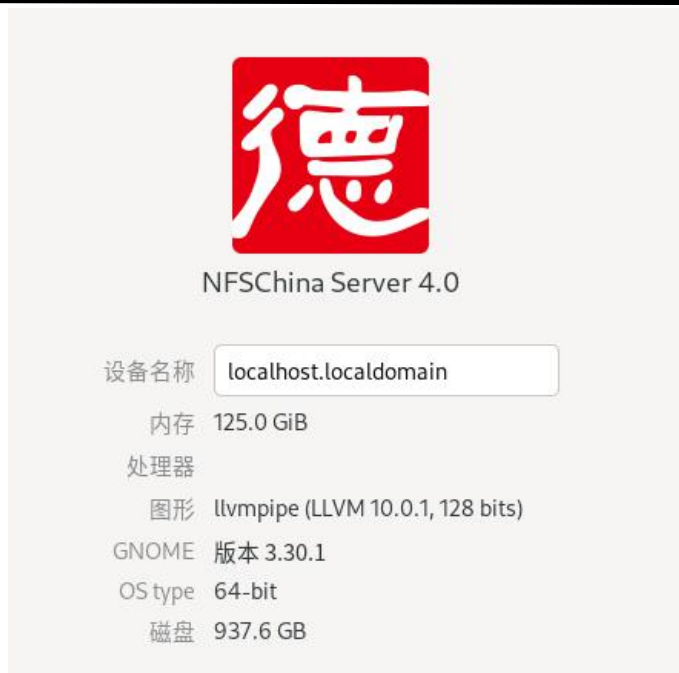 德
NFSChina Server 4.0
设备名称 localhost.localdomain
内存 125.0 GiB
处理器
图形 llvmpipe (LLVM 10.0.1, 128 bits)
GNOME 版本 3.30.1
OS type 64-bit
磁盘 937.6 GB